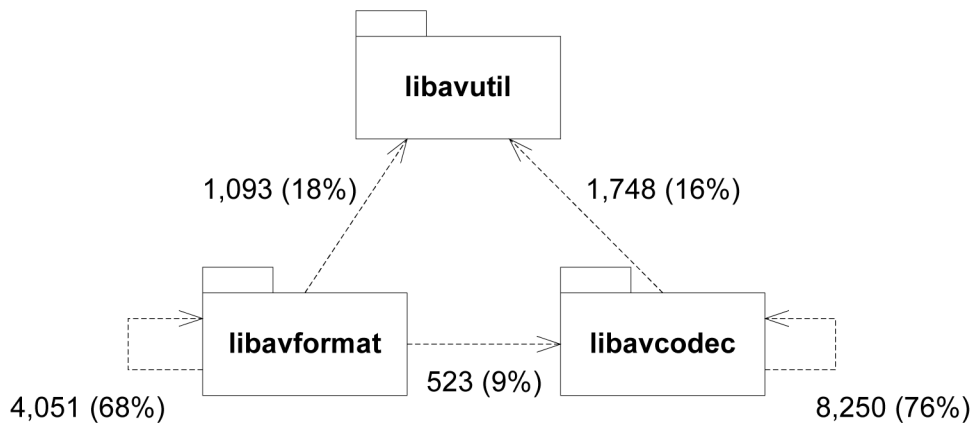 libavutil
1,093 (18%)
1,748 (16%)
libavformat
libavcodec
523 (9%)
4,051 (68%)
8,250 (76%)